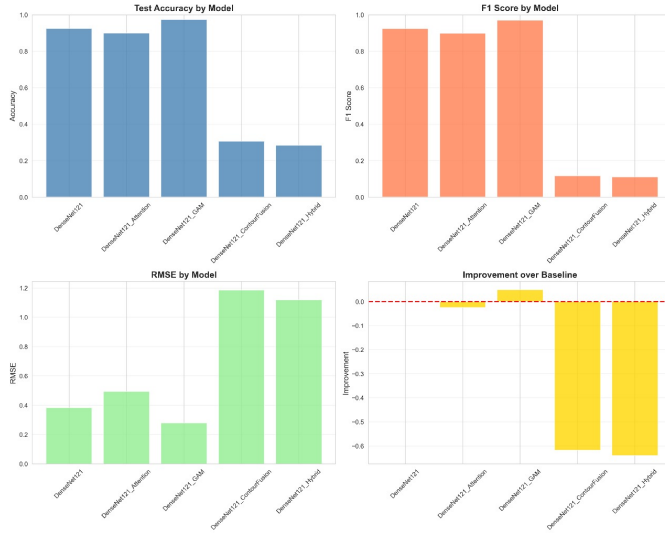 Test Accuracy by Model
Accuracy
1.0
0.8
0.6
0.4
0.2
0.0
DenseNet121
DenseNet121_Attention
DenseNet121_GAM
DenseNet121_ContourFusion
DenseNet121_Hybrid
F1 Score by Model
F1 Score
1.0
0.8
0.6
0.4
0.2
0.0
DenseNet121
DenseNet121_Attention
DenseNet121_GAM
DenseNet121_ContourFusion
DenseNet121_Hybrid
RMSE by Model
RMSE
1.2
1.0
0.8
0.6
0.4
0.2
0.0
DenseNet121
DenseNet121_Attention
DenseNet121_GAM
DenseNet121_ContourFusion
DenseNet121_Hybrid
Improvement over Baseline
Improvement
0.0
−0.1
−0.2
−0.3
−0.4
−0.5
−0.6
DenseNet121
DenseNet121_Attention
DenseNet121_GAM
DenseNet121_ContourFusion
DenseNet121_Hybrid